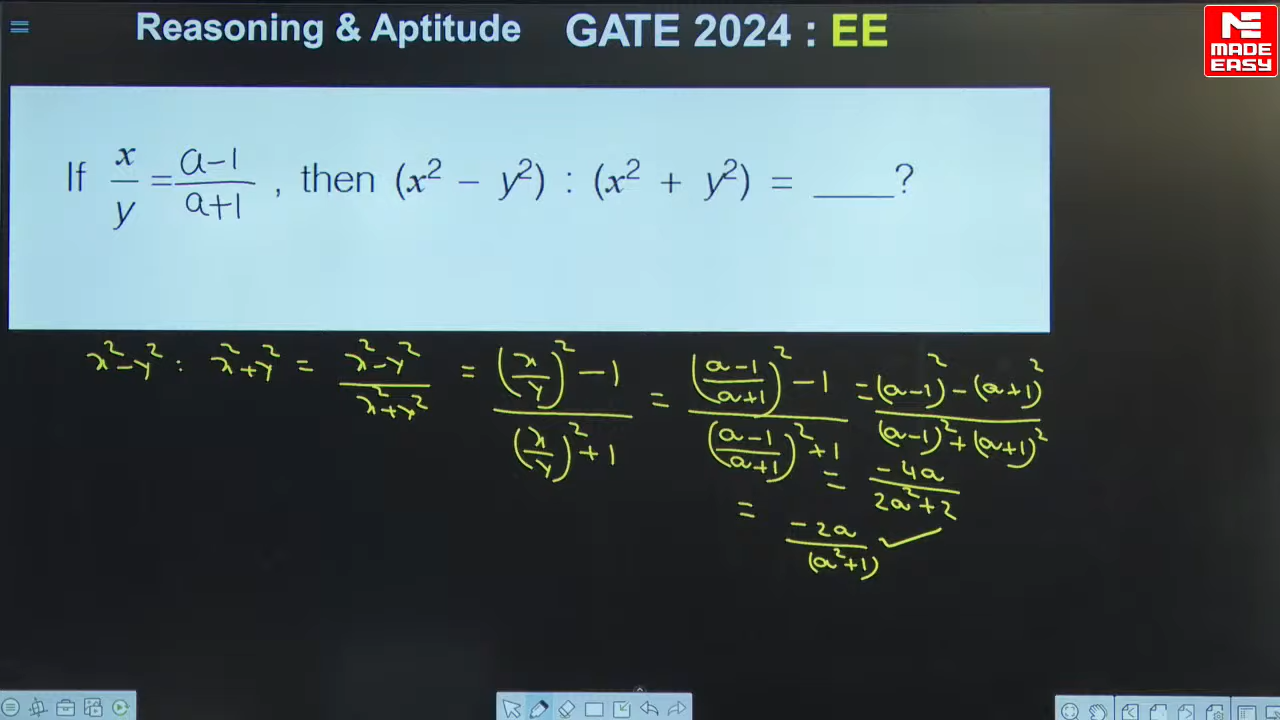 Reasoning & Aptitude GATE 2024 : EE
MADE EASY
If x/y = (a-1)/(a+1), then (x² – y²) : (x² + y²) = ____?
x²-y² : x²+y² = (x²-y²)/(x²+y²) = ((x/y)²-1)/((x/y)²+1) = (((a-1)/(a+1))²-1)/(((a-1)/(a+1))²+1) = ((a-1)²-(a+1)²)/((a-1)²+(a+1)²)
= -4a/(2a²+2)
= -2a/(a²+1) ✓